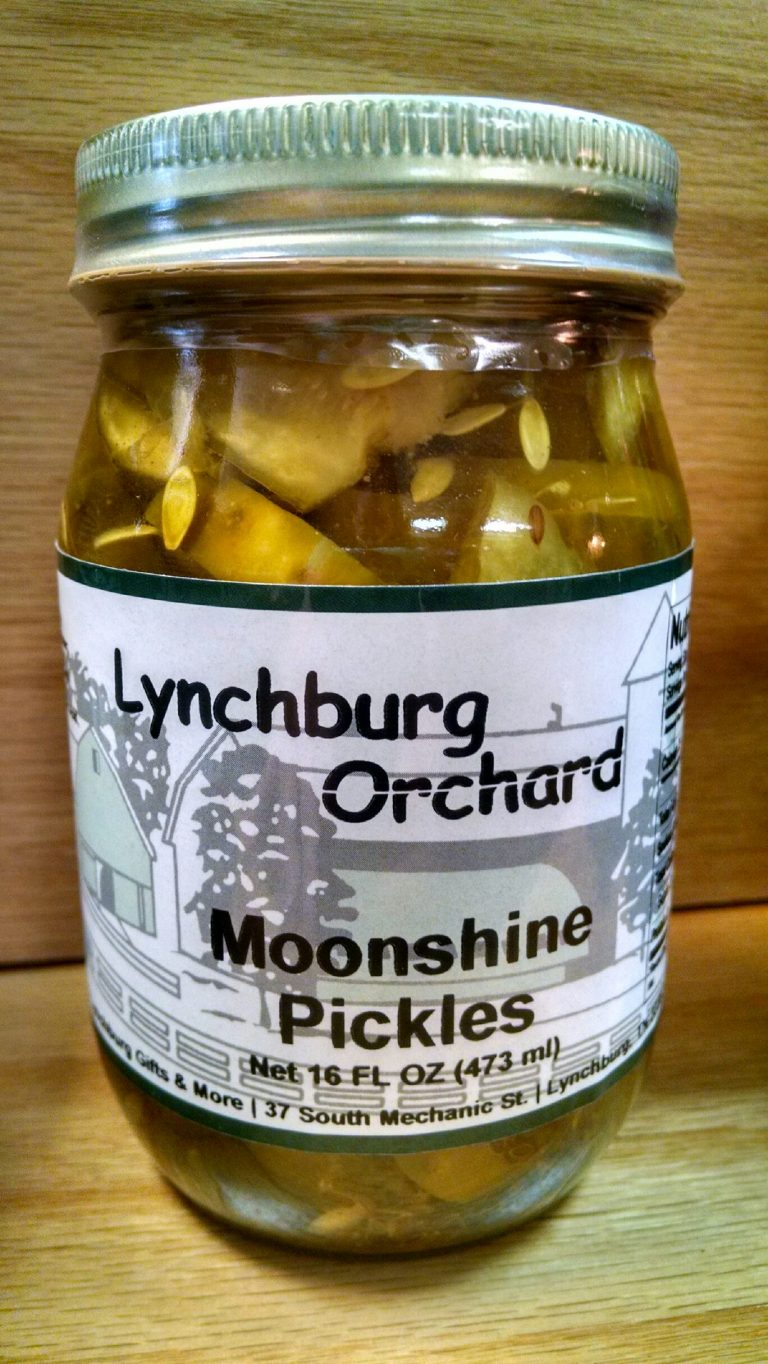 Lynchburg
Orchard
Moonshine
Pickles
Net 16 FL OZ (473 ml)
Gifts & More | 37 South Mechanic St. | Lynchburg,